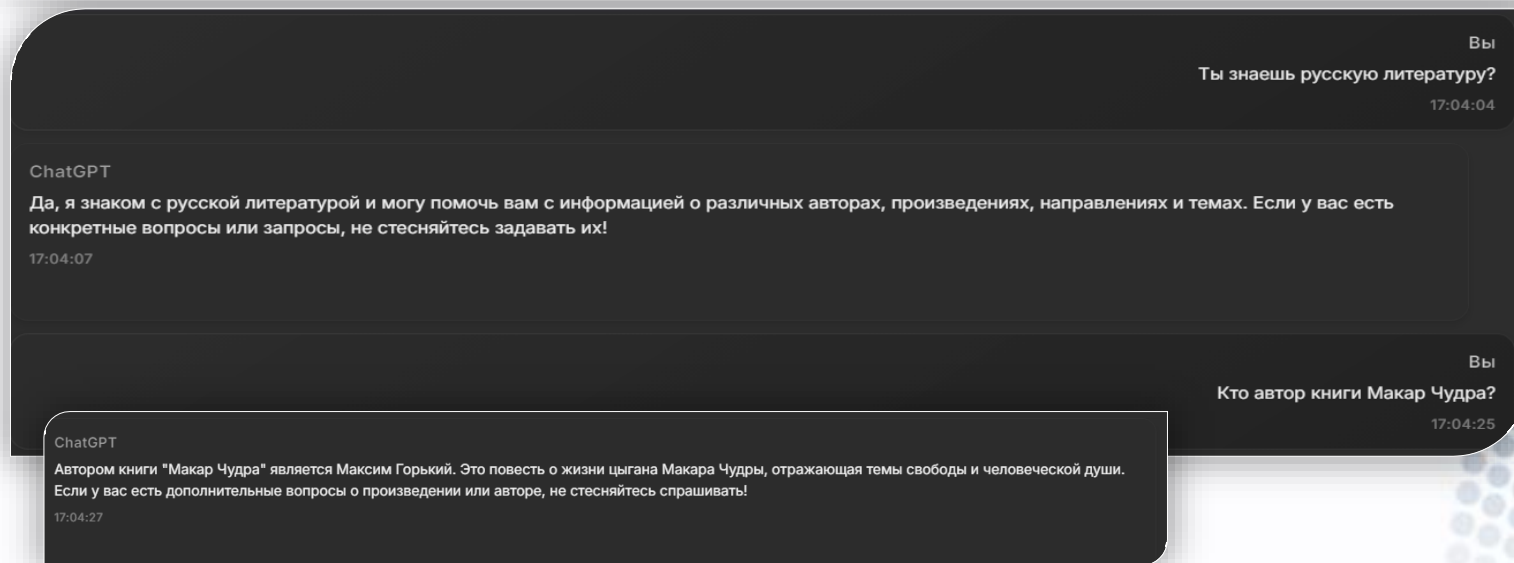 Вы
Ты знаешь русскую литературу?
17:04:04
ChatGPT
Да, я знаком с русской литературой и могу помочь вам с информацией о различных авторах, произведениях, направлениях и темах. Если у вас есть
конкретные вопросы или запросы, не стесняйтесь задавать их!
17:04:07
Вы
Кто автор книги Макар Чудра?
17:04:25
ChatGPT
Автором книги "Макар Чудра" является Максим Горький. Это повесть о жизни цыгана Макара Чудры, отражающая темы свободы и человеческой души.
Если у вас есть дополнительные вопросы о произведении или авторе, не стесняйтесь спрашивать!
17:04:27